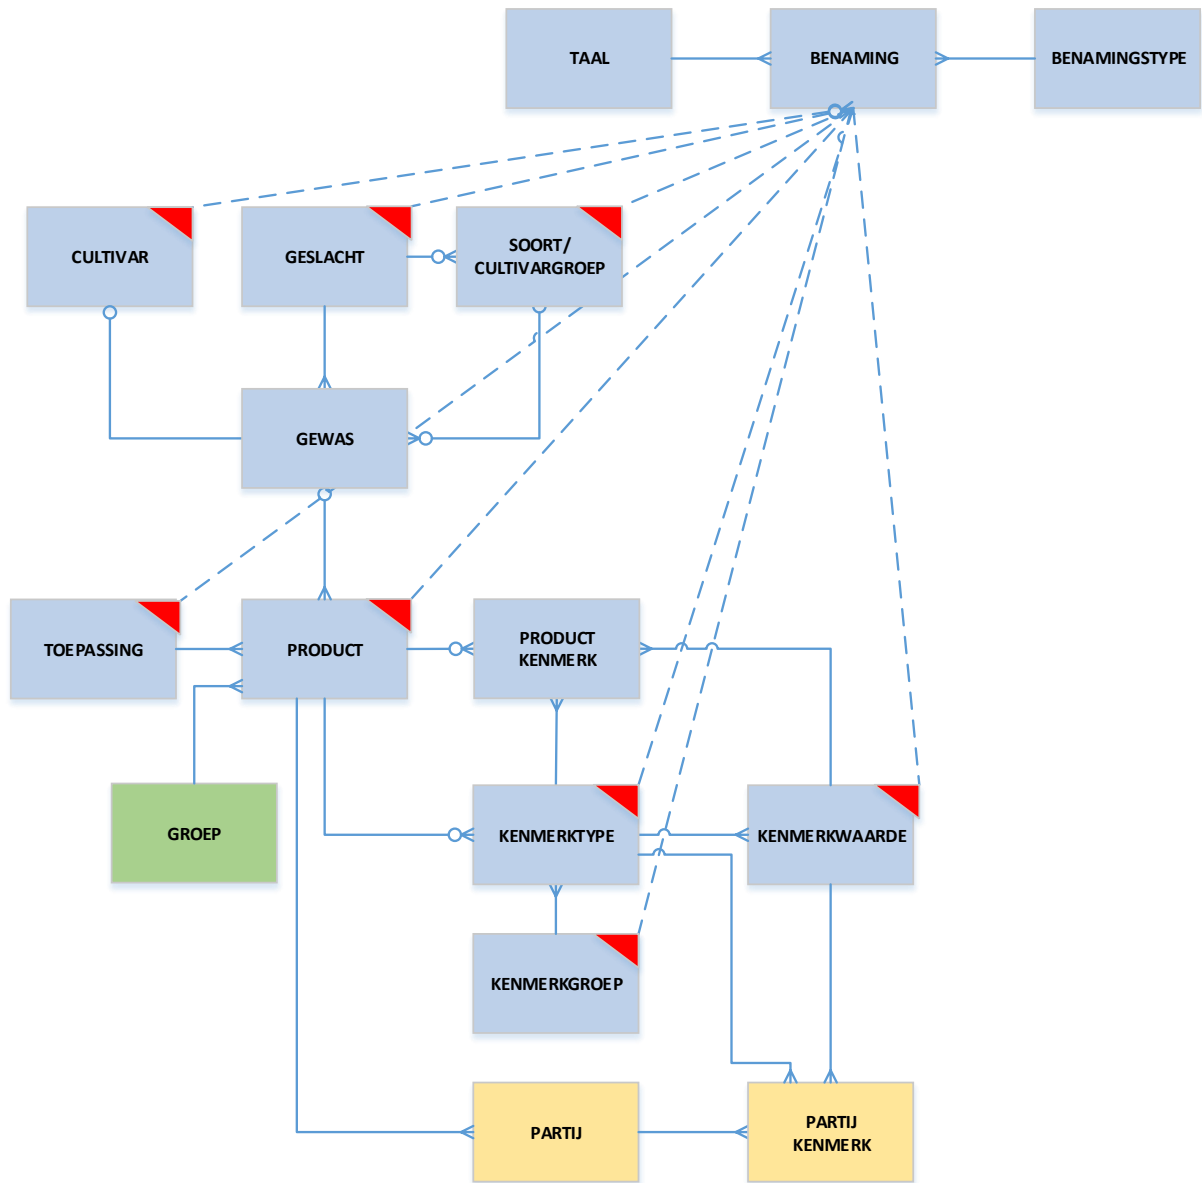 TAAL
BENAMING
BENAMINGSTYPE
CULTIVAR
GESLACHT
SOORT/
CULTIVARGROEP
GEWAS
TOEPASSING
PRODUCT
PRODUCT
KENMERK
GROEP
KENMERKTYPE
KENMERKWAARDE
KENMERKGROEP
PARTIJ
PARTIJ
KENMERK